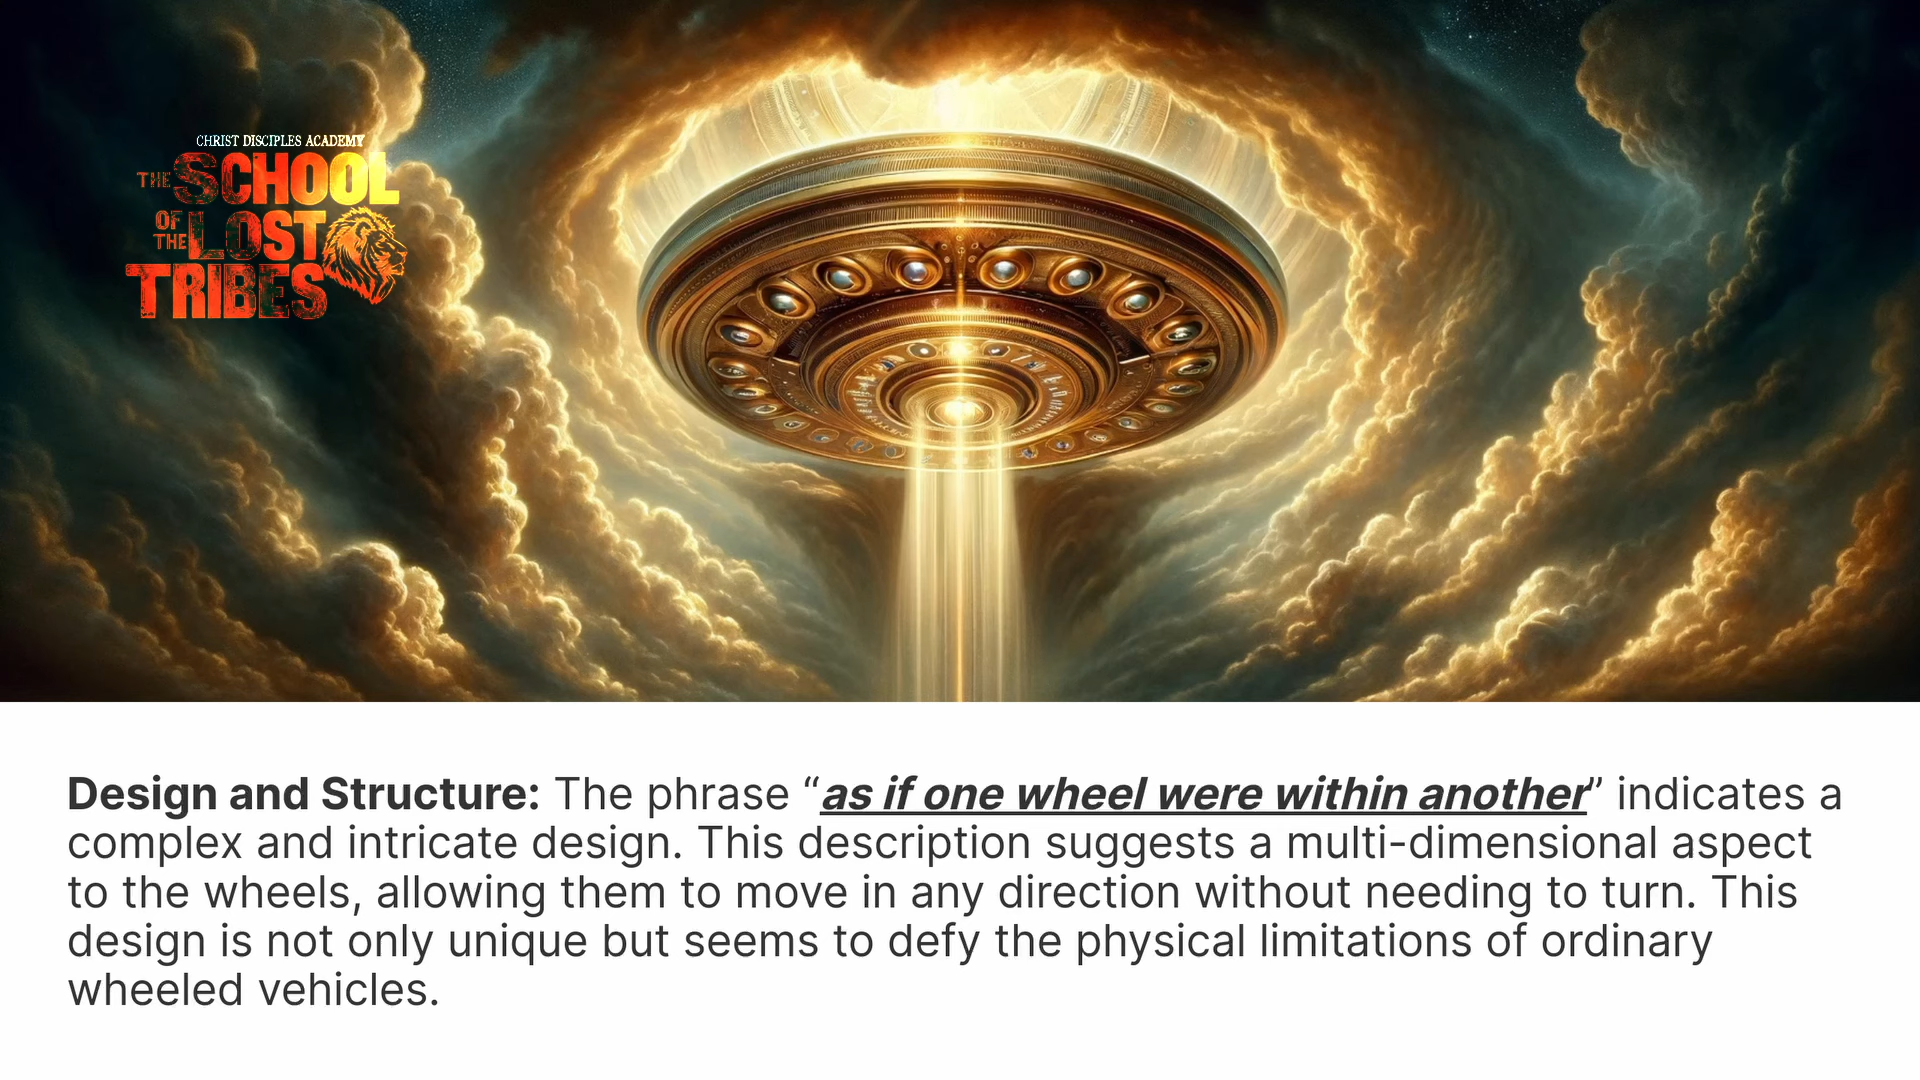 CHRIST DISCIPLES ACADEMY
THE SCHOOL
OF THE LOST
TRIBES
Design and Structure: The phrase “as if one wheel were within another” indicates a
complex and intricate design. This description suggests a multi-dimensional aspect
to the wheels, allowing them to move in any direction without needing to turn. This
design is not only unique but seems to defy the physical limitations of ordinary
wheeled vehicles.